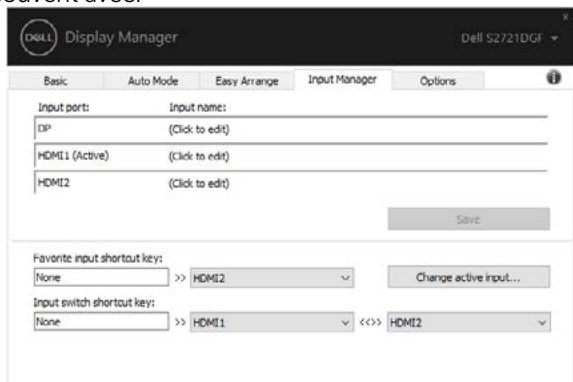 DELL Display Manager Dell S2721DGF
Basic Auto Mode Easy Arrange Input Manager Options
Input port: Input name:
DP (Click to edit)
HDMI1 (Active) (Click to edit)
HDMI2 (Click to edit)
Save
Favorite input shortcut key:
None >> HDMI2 Change active input...
Input switch shortcut key:
None >> HDMI1 <<>> HDMI2